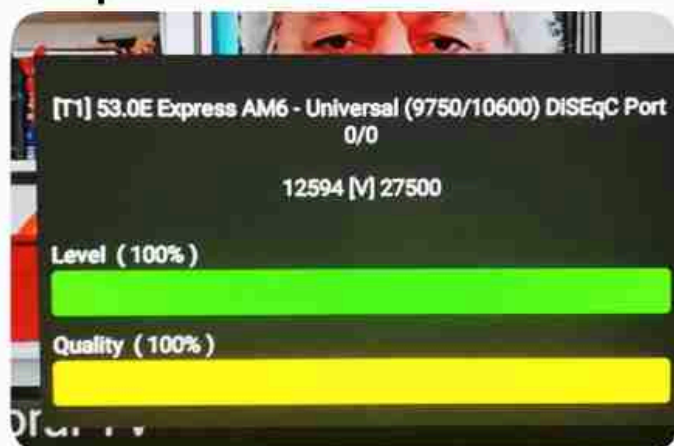 [T1] 53.0E Express AM6 - Universal (9750/10600) DiSEqC Port
0/0
12594 [V] 27500
Level ( 100% )
Quality ( 100% )